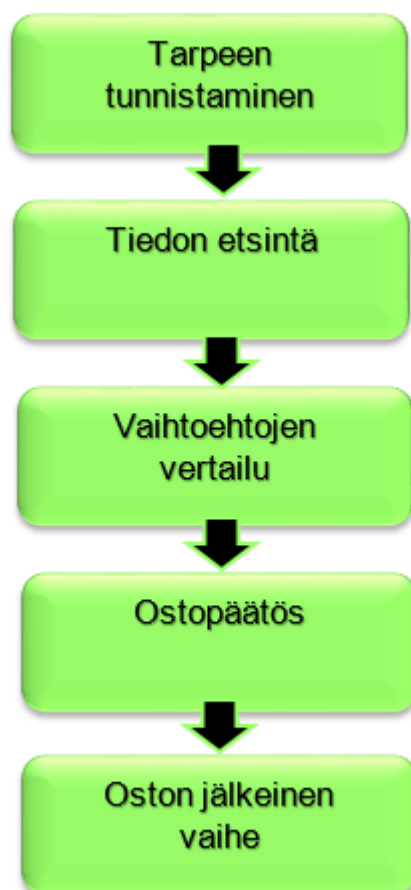 Tarpeen
tunnistaminen
Tiedon etsintä
Vaihtoehtojen
vertailu
Ostopäätös
Oston jälkeinen
vaihe